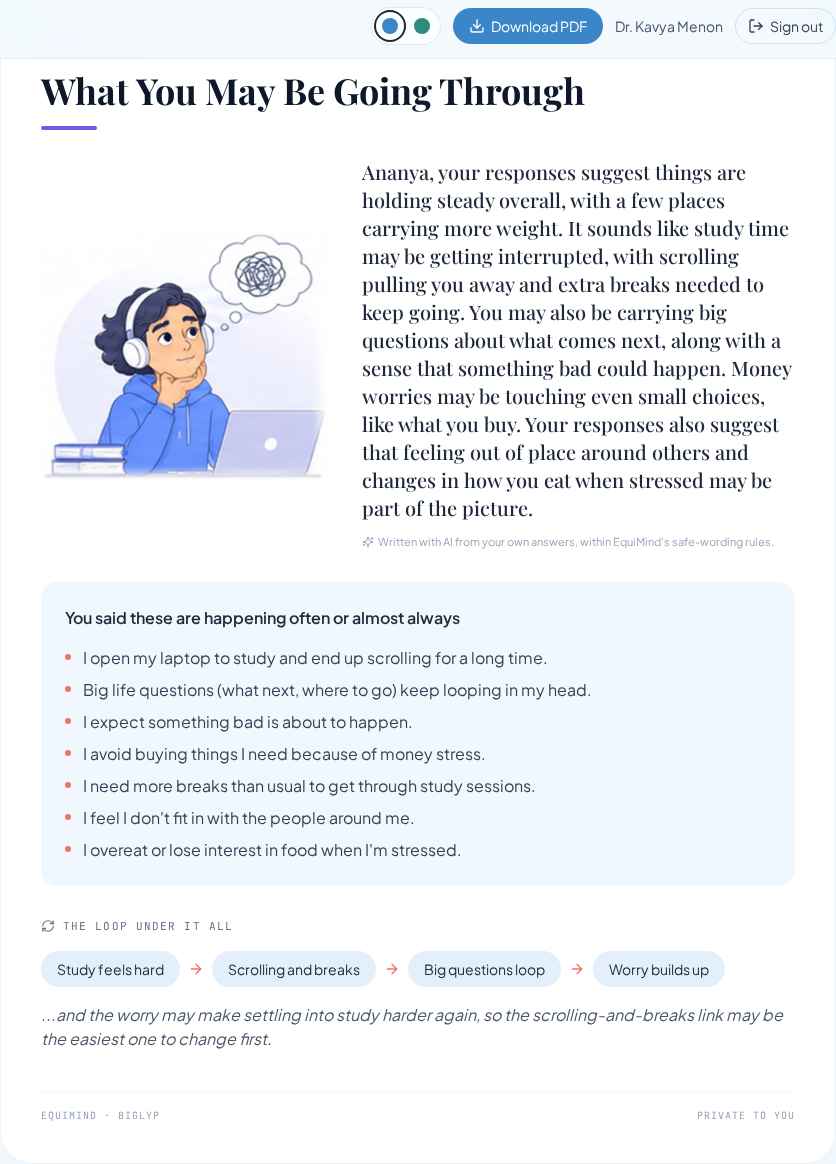 Download PDF
Dr. Kavya Menon
Sign out
What You May Be Going Through
Ananya, your responses suggest things are
holding steady overall, with a few places
carrying more weight. It sounds like study time
may be getting interrupted, with scrolling
pulling you away and extra breaks needed to
keep going. You may also be carrying big
questions about what comes next, along with a
sense that something bad could happen. Money
worries may be touching even small choices,
like what you buy. Your responses also suggest
that feeling out of place around others and
changes in how you eat when stressed may be
part of the picture.
Written with AI from your own answers, within EquiMind's safe-wording rules.
You said these are happening often or almost always
I open my laptop to study and end up scrolling for a long time.
Big life questions (what next, where to go) keep looping in my head.
I expect something bad is about to happen.
I avoid buying things I need because of money stress.
I need more breaks than usual to get through study sessions.
I feel I don't fit in with the people around me.
I overeat or lose interest in food when I'm stressed.
THE LOOP UNDER IT ALL
Study feels hard → Scrolling and breaks → Big questions loop → Worry builds up
...and the worry may make settling into study harder again, so the scrolling-and-breaks link may be
the easiest one to change first.
EQUIMIND · BIGLYP
PRIVATE TO YOU